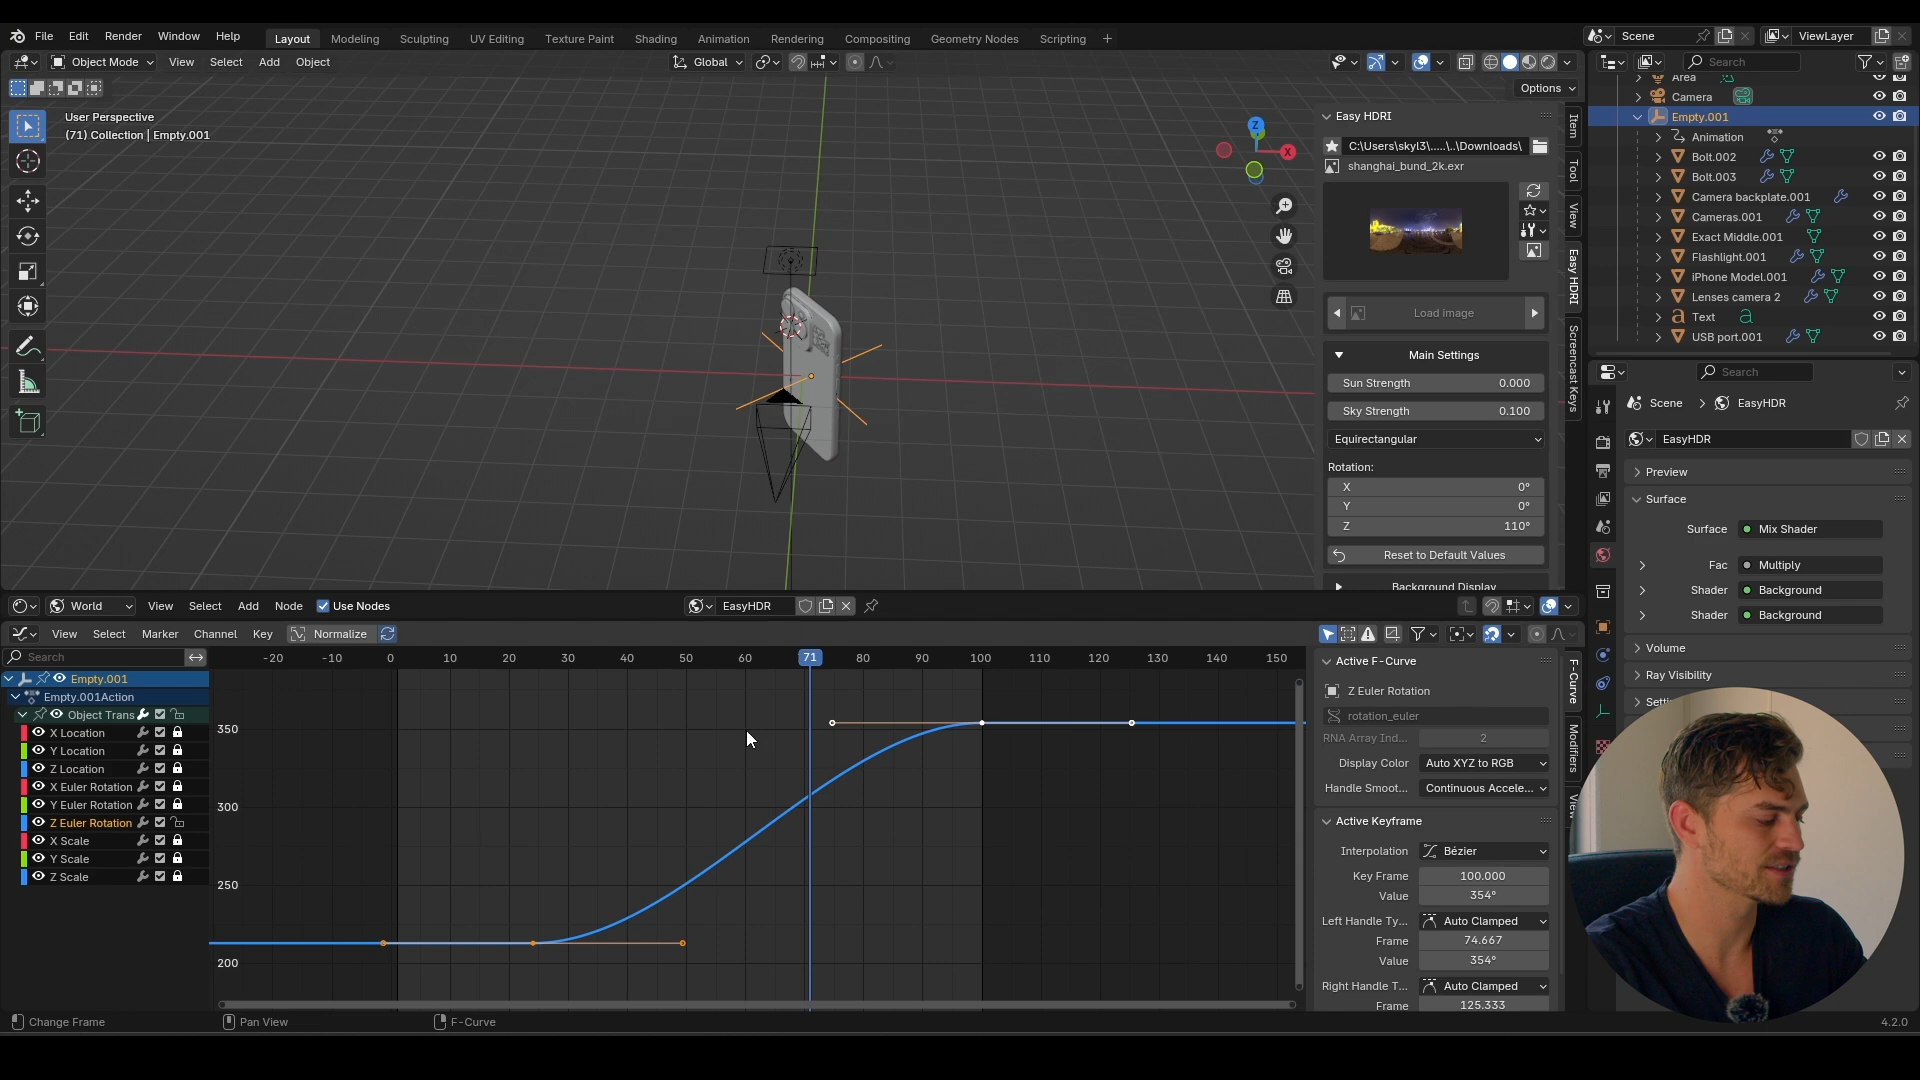 File Edit Render Window Help
Layout Modeling Sculpting UV Editing Texture Paint Shading Animation Rendering Compositing Geometry Nodes Scripting +
Scene
ViewLayer
Object Mode View Select Add Object
Global
Search
Options
User Perspective
(71) Collection | Empty.001
Z
X
Easy HDRI
C:\Users\skyl3\.....\..\Downloads\
shanghai_bund_2k.exr
Load image
Main Settings
Sun Strength 0.000
Sky Strength 0.100
Equirectangular
Rotation:
X 0°
Y 0°
Z 110°
Reset to Default Values
Background Display
Item
Tool
View
Easy HDRI
Screencast Keys
Area
Camera
Empty.001
Animation
Bolt.002
Bolt.003
Camera backplate.001
Cameras.001
Exact Middle.001
Flashlight.001
iPhone Model.001
Lenses camera 2
Text
USB port.001
Search
Scene > EasyHDR
EasyHDR
Preview
Surface
Surface Mix Shader
Fac Multiply
Shader Background
Shader Background
Volume
Ray Visibility
World View Select Add Node Use Nodes
EasyHDR
View Select Marker Channel Key Normalize
Search
-20 -10 0 10 20 30 40 50 60 71 80 90 100 110 120 130 140 150
Empty.001
Empty.001Action
Object Trans
X Location
Y Location
Z Location
X Euler Rotation
Y Euler Rotation
Z Euler Rotation
X Scale
Y Scale
Z Scale
350
300
250
200
Active F-Curve
Z Euler Rotation
rotation_euler
RNA Array Ind... 2
Display Color Auto XYZ to RGB
Handle Smoot... Continuous Accele...
Active Keyframe
Interpolation Bézier
Key Frame 100.000
Value 354°
Left Handle Ty... Auto Clamped
Frame 74.667
Value 354°
Right Handle T... Auto Clamped
Frame 125.333
F-Curve
Modifiers
Change Frame Pan View F-Curve
4.2.0